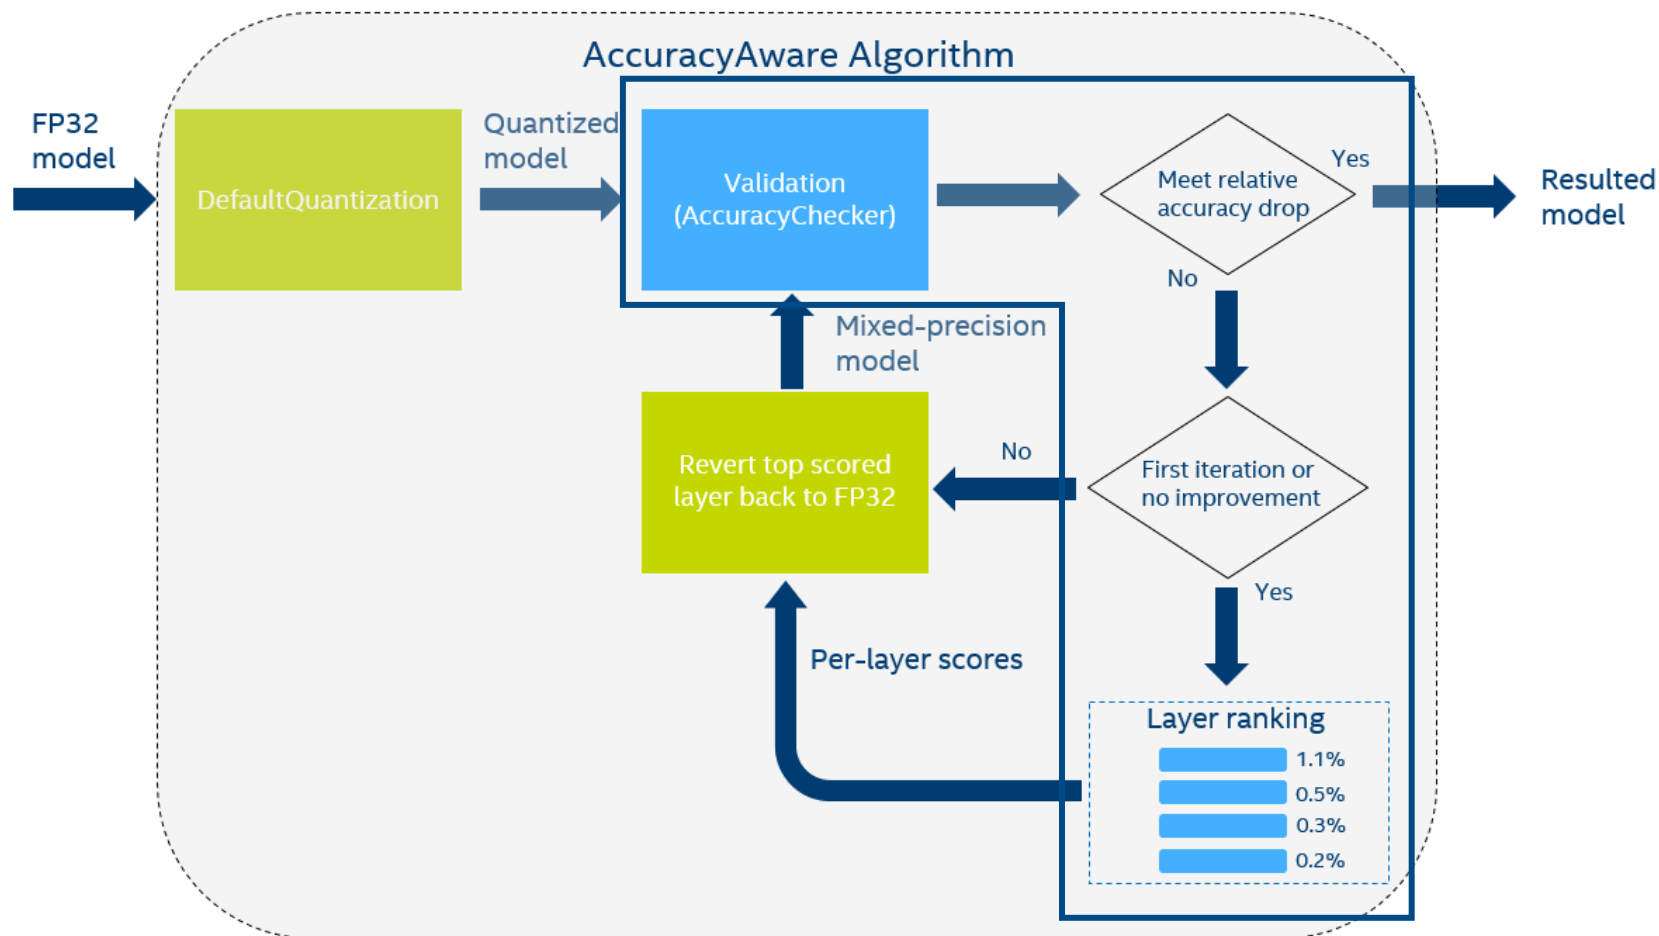 AccuracyAware Algorithm
FP32
model
DefaultQuantization
Quantized
model
Validation
(AccuracyChecker)
Meet relative
accuracy drop
Yes
Resulted
model
No
Mixed-precision
model
Revert top scored
layer back to FP32
No
First iteration or
no improvement
Yes
Per-layer scores
Layer ranking
1.1%
0.5%
0.3%
0.2%